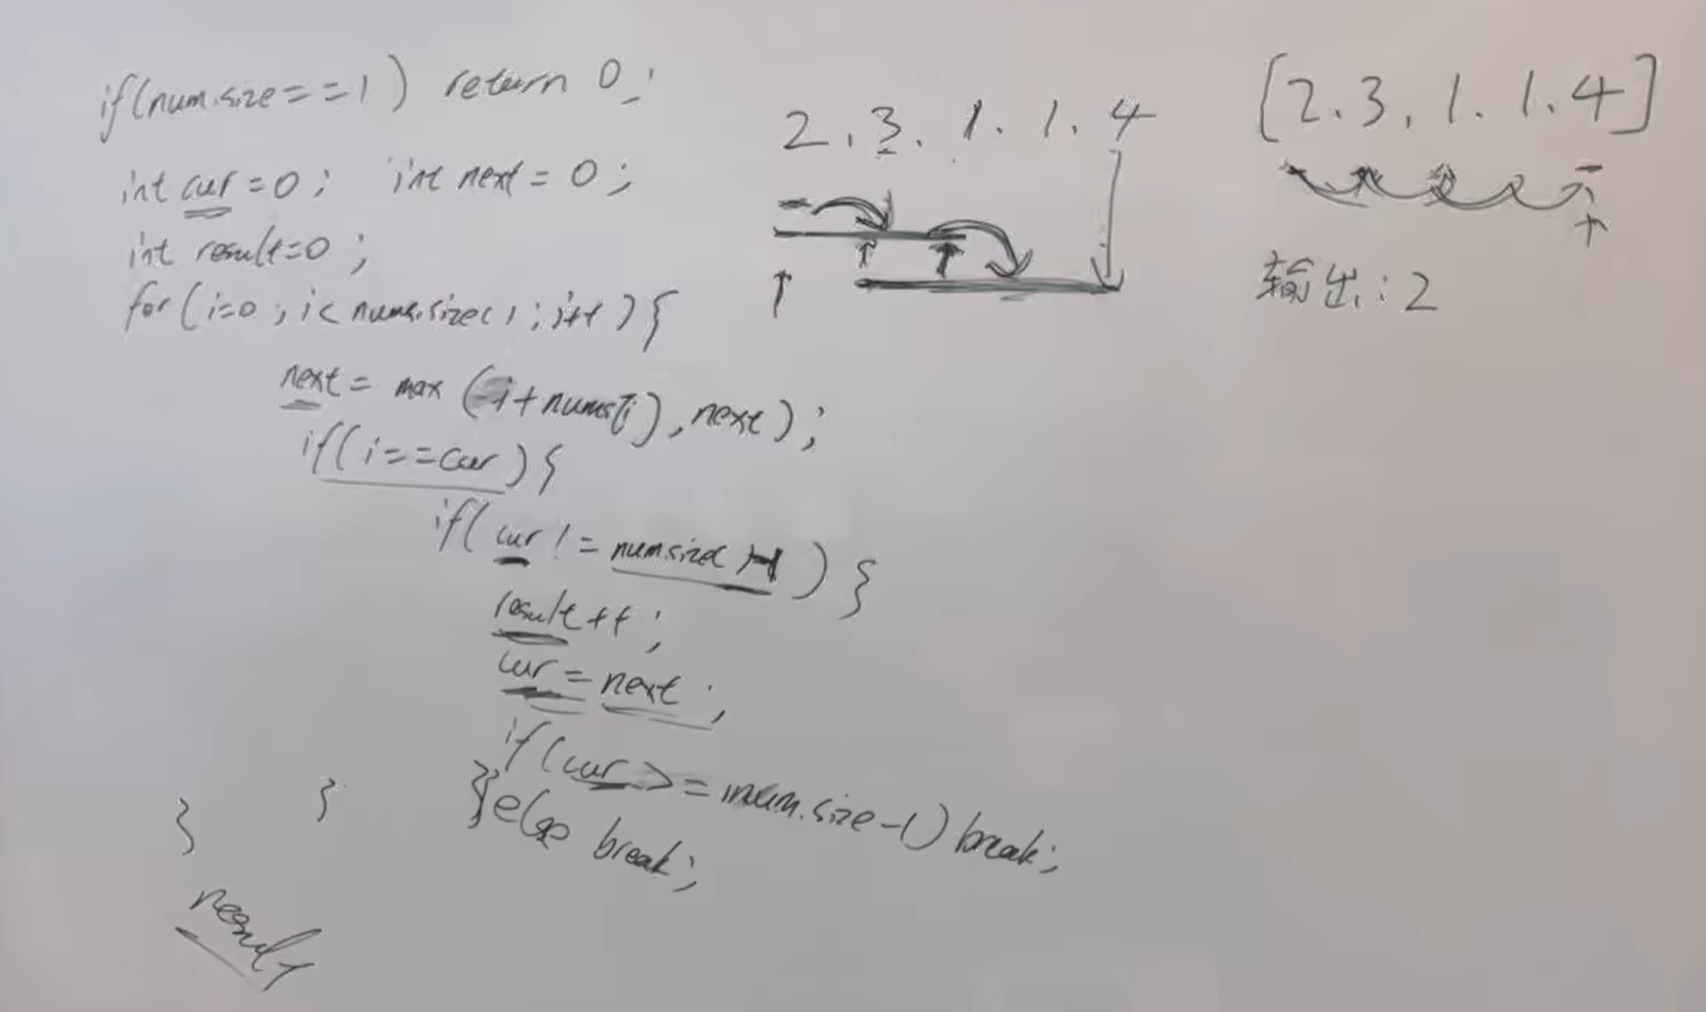 if(num.size==1) return 0;
int cur=0; int next=0;
int result=0;
for(i=0;i<nums.size();i++){
next=max(i+nums[i],next);
if(i==cur){
if(cur!=numsize-1){
result++;
cur=next;
if(cur>=num.size-1)break;
}else break;
}
}
result
2,3,1,1,4
[2,3,1,1,4]
输出:2